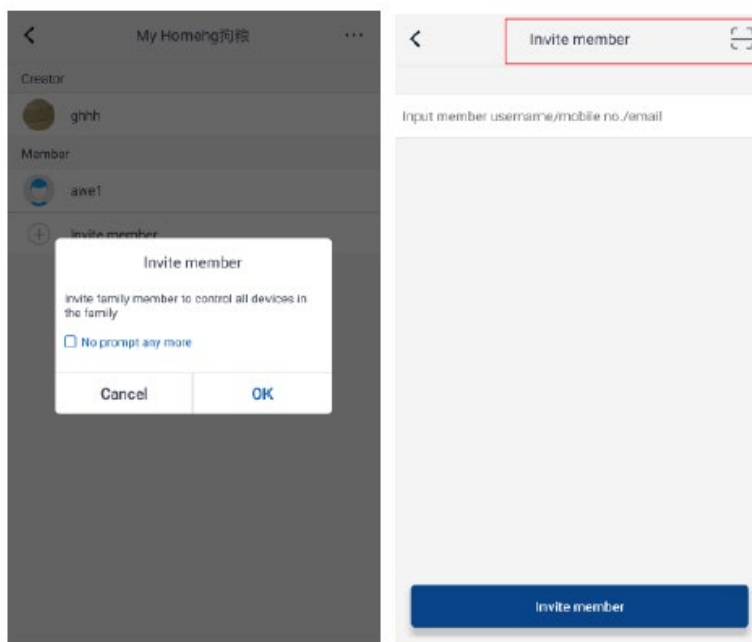 My Homehg狗粮
Creator
ghhh
Member
awe1
Invite member
Invite member
Invite family member to control all devices in
the family
No prompt any more
Cancel
OK
Invite member
Input member username/mobile no./email
Invite member